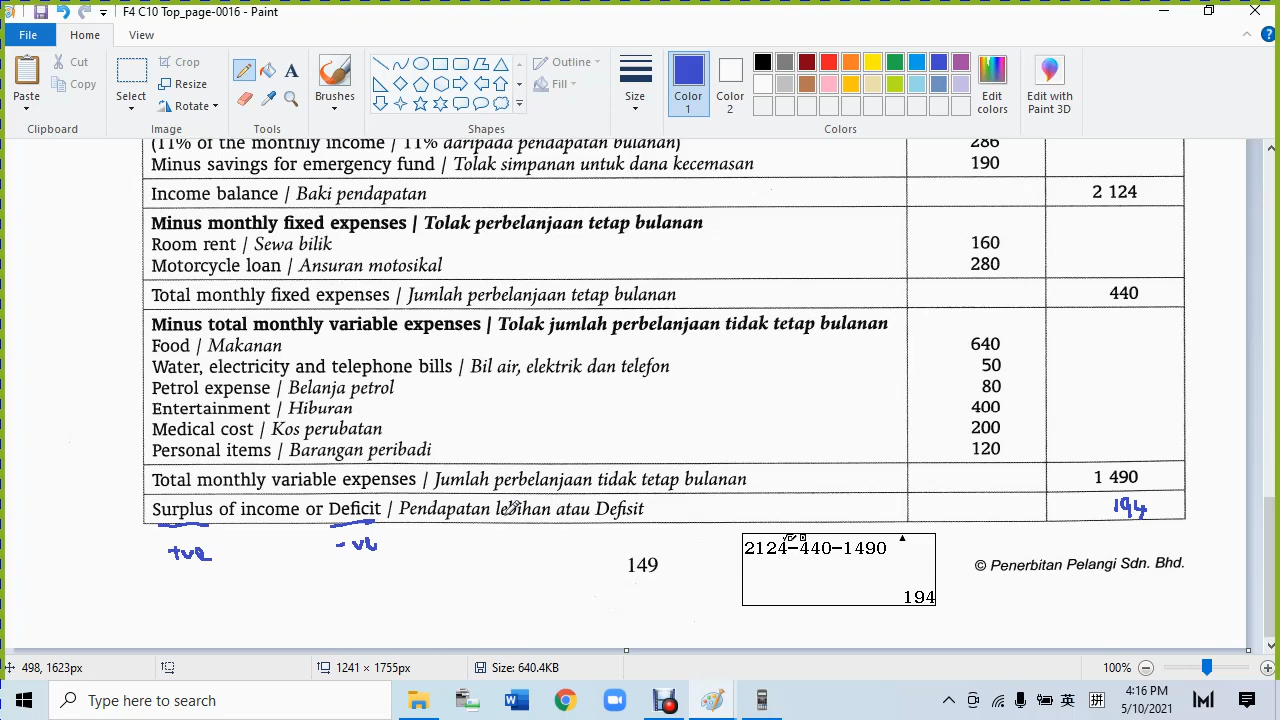 F4 C10 Top_page-0016 - Paint
File Home View
Paste
Cut
Copy
Clipboard
Select
Crop
Resize
Rotate
Image
A
Tools
Brushes
Outline
Fill
Shapes
Size
Color 1
Color 2
Edit colors
Edit with Paint 3D
Colors
(11% of the monthly income / 11% daripada pendapatan bulanan) 286
Minus savings for emergency fund / Tolak simpanan untuk dana kecemasan 190
Income balance / Baki pendapatan 2 124
Minus monthly fixed expenses / Tolak perbelanjaan tetap bulanan
Room rent / Sewa bilik 160
Motorcycle loan / Ansuran motosikal 280
Total monthly fixed expenses / Jumlah perbelanjaan tetap bulanan 440
Minus total monthly variable expenses / Tolak jumlah perbelanjaan tidak tetap bulanan
Food / Makanan 640
Water, electricity and telephone bills / Bil air, elektrik dan telefon 50
Petrol expense / Belanja petrol 80
Entertainment / Hiburan 400
Medical cost / Kos perubatan 200
Personal items / Barangan peribadi 120
Total monthly variable expenses / Jumlah perbelanjaan tidak tetap bulanan 1 490
Surplus of income or Deficit / Pendapatan lebihan atau Defisit 194
+ve -ve
2124-440-1490
194
149
© Penerbitan Pelangi Sdn. Bhd.
498, 1623px
1241 × 1755px
Size: 640.4KB
100%
Type here to search
英
拼
4:16 PM
5/10/2021